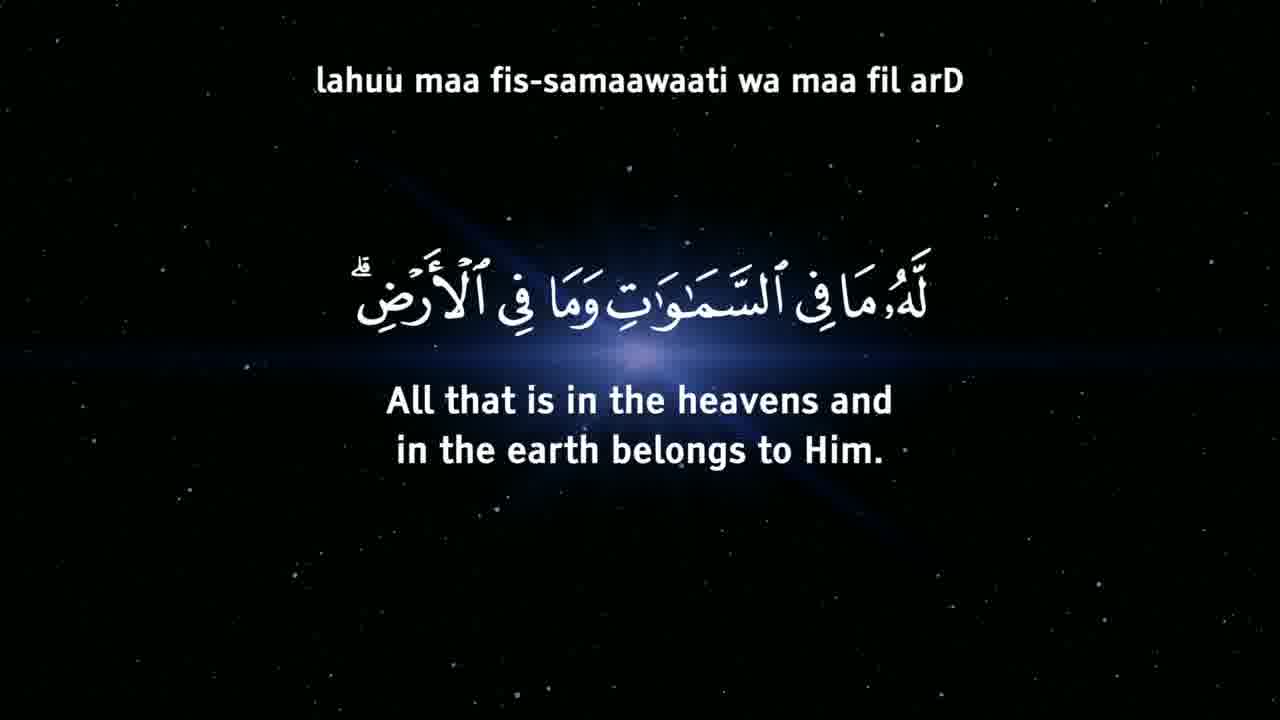 lahuu maa fis-samaawaati wa maa fil arD
لَّهُۥ مَا فِى ٱلسَّمَـٰوَٰتِ وَمَا فِى ٱلْأَرْضِ ۗ
All that is in the heavens and
in the earth belongs to Him.